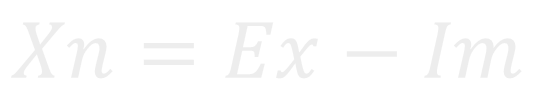 Xn = Ex − Im